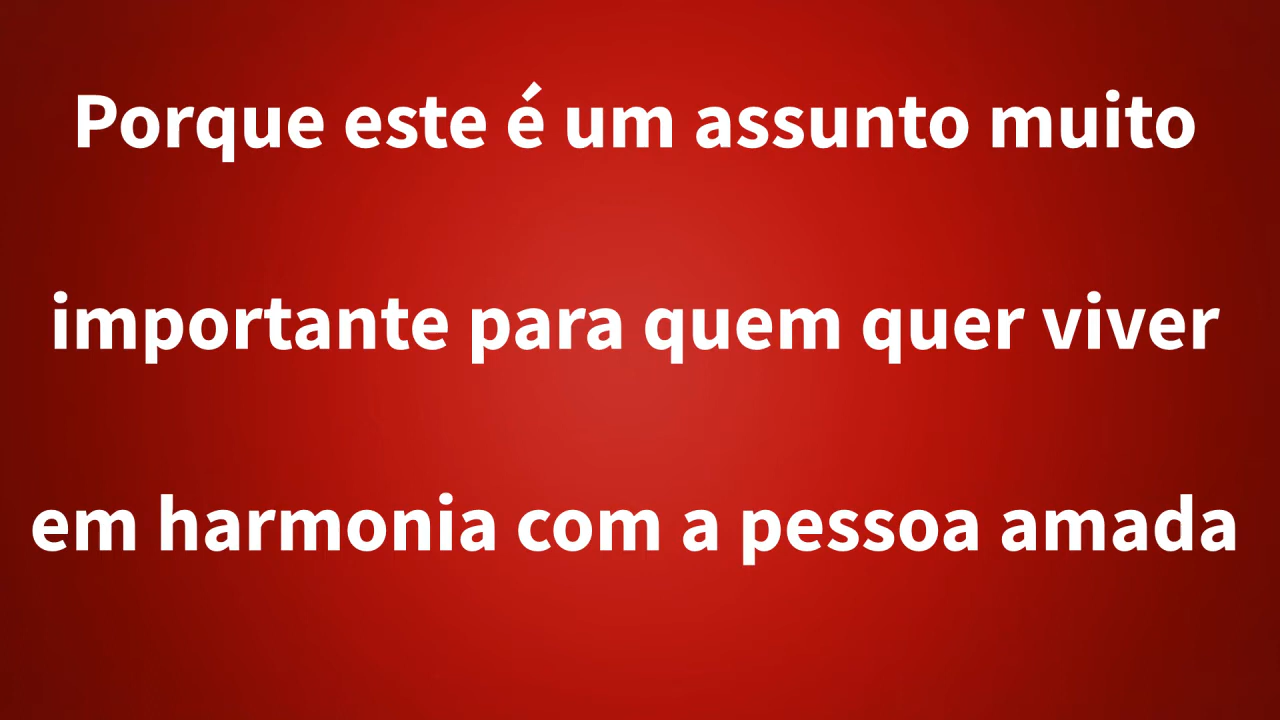 Porque este é um assunto muito
importante para quem quer viver
em harmonia com a pessoa amada